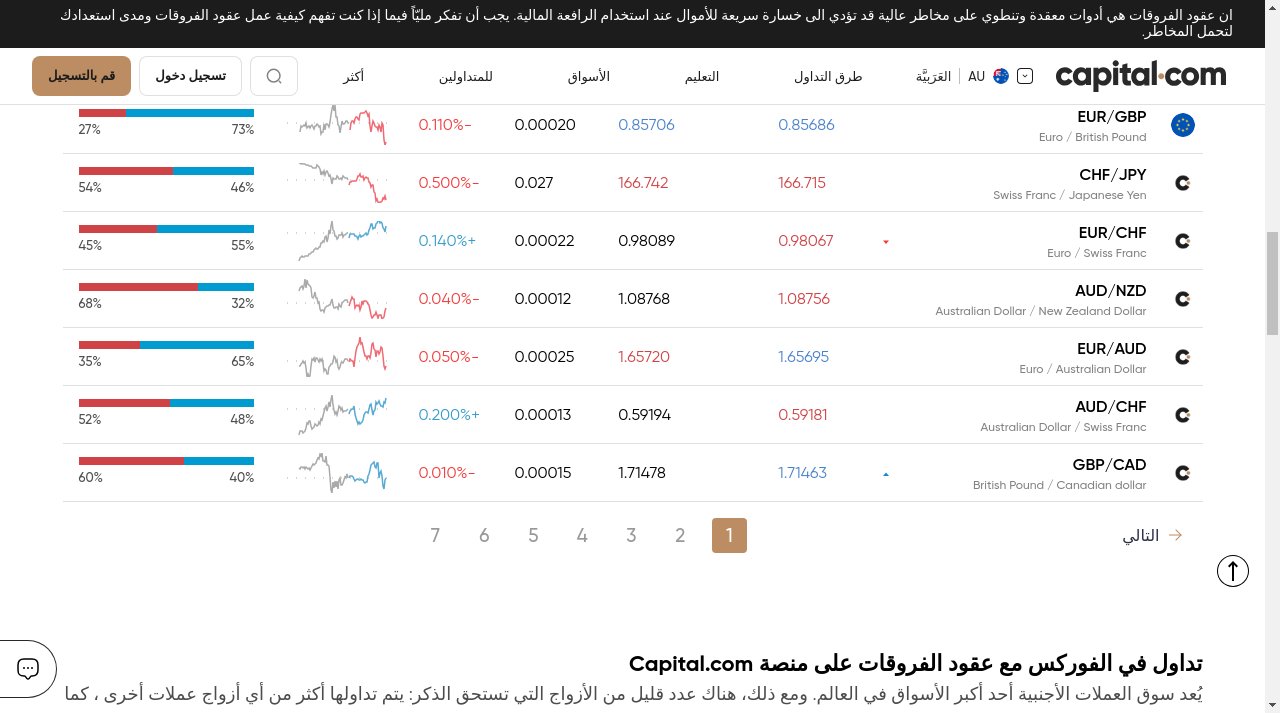 ان عقود الفروقات هي أدوات معقدة وتنطوي على مخاطر عالية قد تؤدي الى خسارة سريعة للأموال عند استخدام الرافعة المالية. يجب أن تفكر مليّاً فيما إذا كنت تفهم كيفية عمل عقود الفروقات ومدى استعدادك
لتحمل المخاطر.
capital.com AU العَرَبيَّة طرق التداول التعليم الأسواق للمتداولين أكثر تسجيل دخول قم بالتسجيل
EUR/GBP 0.85686 0.85706 0.00020 0.110%- 73% 27%
Euro / British Pound
CHF/JPY 166.715 166.742 0.027 0.500%- 46% 54%
Swiss Franc / Japanese Yen
EUR/CHF 0.98067 0.98089 0.00022 0.140%+ 55% 45%
Euro / Swiss Franc
AUD/NZD 1.08756 1.08768 0.00012 0.040%- 32% 68%
Australian Dollar / New Zealand Dollar
EUR/AUD 1.65695 1.65720 0.00025 0.050%- 65% 35%
Euro / Australian Dollar
AUD/CHF 0.59181 0.59194 0.00013 0.200%+ 48% 52%
Australian Dollar / Swiss Franc
GBP/CAD 1.71463 1.71478 0.00015 0.010%- 40% 60%
British Pound / Canadian dollar
التالي 1 2 3 4 5 6 7
تداول في الفوركس مع عقود الفروقات على منصة Capital.com
يُعد سوق العملات الأجنبية أحد أكبر الأسواق في العالم. ومع ذلك، هناك عدد قليل من الأزواج التي تستحق الذكر: يتم تداولها أكثر من أي أزواج عملات أخرى ، كما